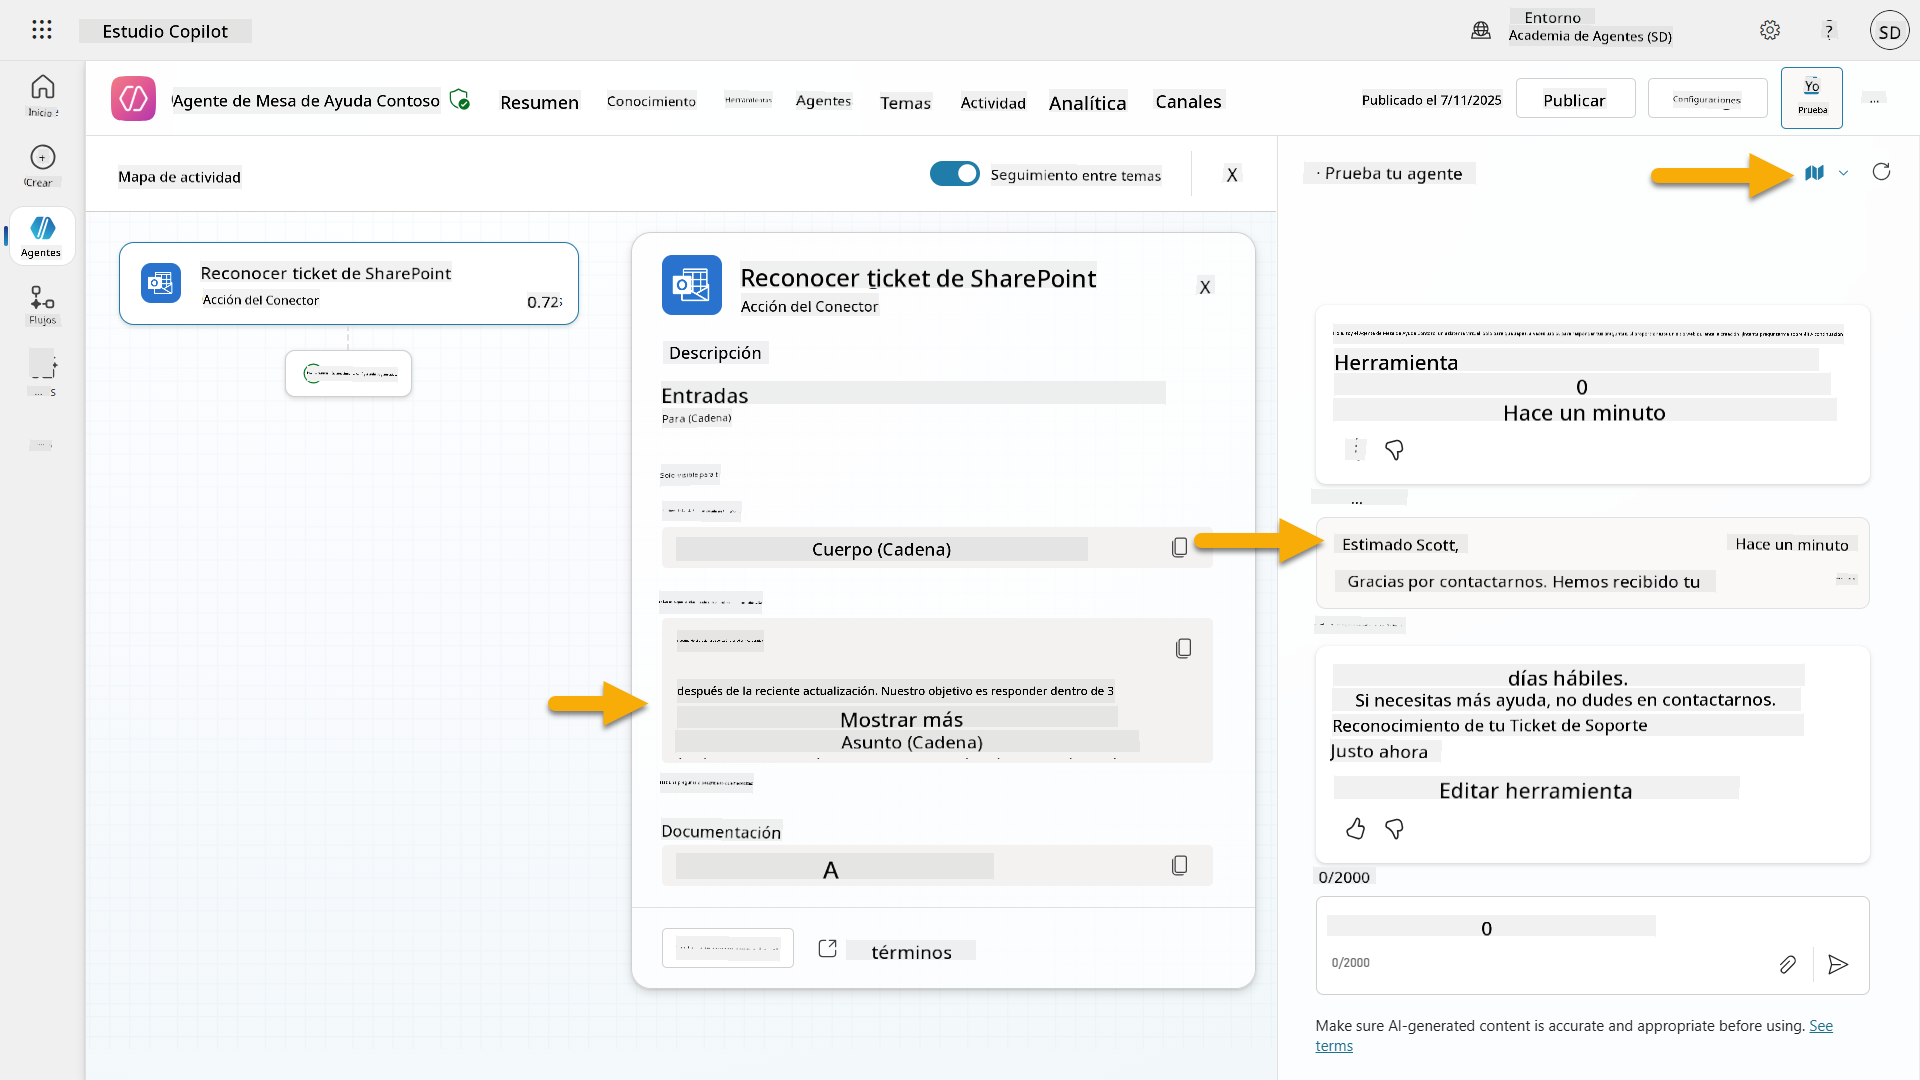 Estudio Copilot
Entorno
Academia de Agentes (SD)
?
SD
Inicio
Crear
Agentes
Flujos
Agente de Mesa de Ayuda Contoso
Resumen
Conocimiento
Herramientas
Agentes
Temas
Actividad
Analítica
Canales
Publicado el 7/11/2025
Publicar
Configuraciones
Yo
Prueba
...
Mapa de actividad
Seguimiento entre temas
X
Reconocer ticket de SharePoint
Acción del Conector
0.72s
Reconocer ticket de SharePoint
Acción del Conector
X
Descripción
Entradas
Para (Cadena)
Cuerpo (Cadena)
después de la reciente actualización. Nuestro objetivo es responder dentro de 3
Mostrar más
Asunto (Cadena)
Documentación
A
términos
· Prueba tu agente
Herramienta
0
Hace un minuto
...
Estimado Scott,
Hace un minuto
Gracias por contactarnos. Hemos recibido tu
días hábiles.
Si necesitas más ayuda, no dudes en contactarnos.
Reconocimiento de tu Ticket de Soporte
Justo ahora
Editar herramienta
0/2000
0
0/2000
Make sure AI-generated content is accurate and appropriate before using. See
terms